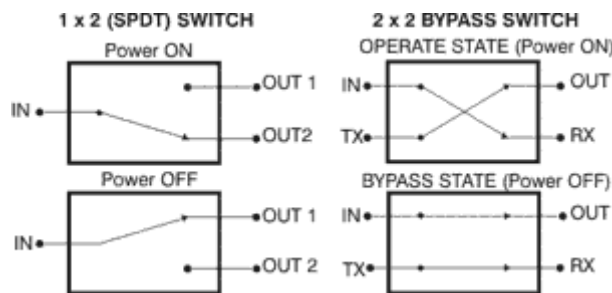 1 x 2 (SPDT) SWITCH
Power ON
IN
OUT 1
OUT2
Power OFF
IN
OUT 1
OUT 2
2 x 2 BYPASS SWITCH
OPERATE STATE (Power ON)
IN
OUT
TX
RX
BYPASS STATE (Power OFF)
IN
OUT
TX
RX